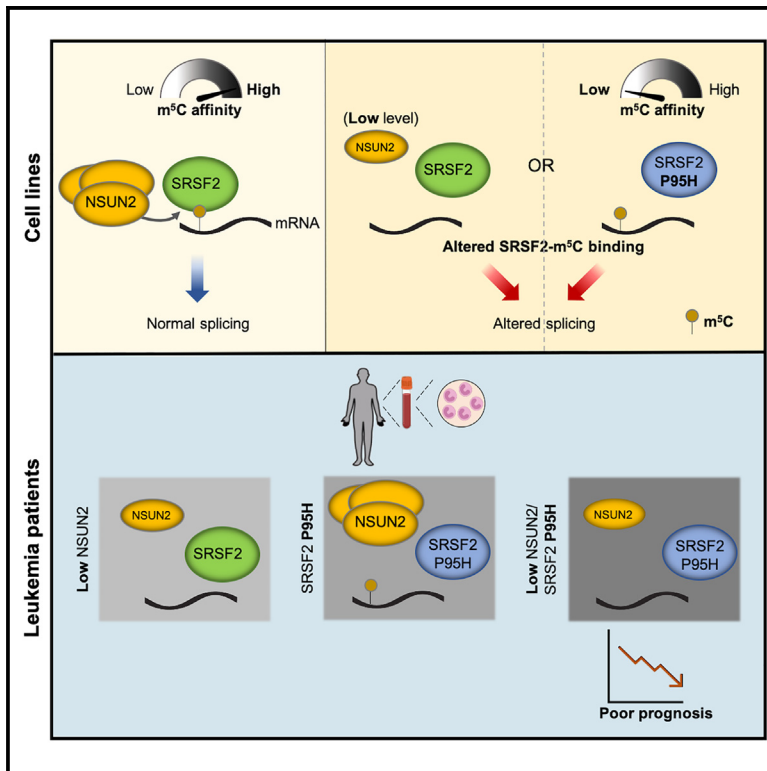 Cell lines
Low
High
m⁵C affinity
NSUN2
SRSF2
mRNA
Normal splicing
(Low level)
NSUN2
SRSF2
OR
Low
High
m⁵C affinity
SRSF2
P95H
Altered SRSF2-m⁵C binding
Altered splicing
m⁵C
Leukemia patients
Low NSUN2
NSUN2
SRSF2
SRSF2 P95H
NSUN2
SRSF2
P95H
Low NSUN2/
SRSF2 P95H
NSUN2
SRSF2
P95H
Poor prognosis